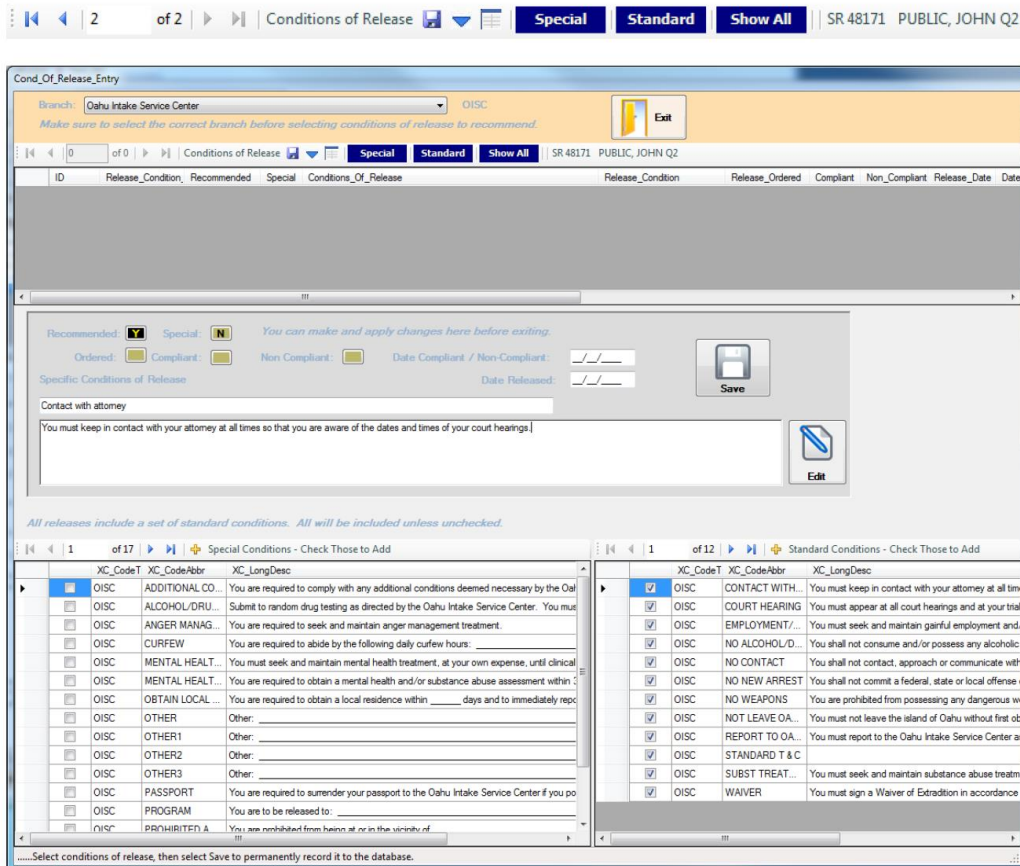 2 of 2 Conditions of Release Special Standard Show All SR 48171 PUBLIC, JOHN Q2
Cond_Of_Release_Entry
Branch: Oahu Intake Service Center OISC Exit
Make sure to select the correct branch before selecting conditions of release to recommend.
0 of 0 Conditions of Release Special Standard Show All SR 48171 PUBLIC, JOHN Q2
ID Release_Condition_ Recommended Special Conditions_Of_Release Release_Condtion Release_Ordered Compliant Non_Compliant Release_Date Date
Recommended: Y Special: N You can make and apply changes here before exiting.
Ordered: Compliant: Non Compliant: Date Compliant / Non-Compliant: _/_/___
Specific Conditions of Release Date Released: _/_/___
Save
Contact with attorney
You must keep in contact with your attorney at all times so that you are aware of the dates and times of your court hearings.
Edit
All releases include a set of standard conditions. All will be included unless unchecked.
1 of 17 Special Conditions - Check Those to Add
XC_CodeT XC_CodeAbbr XC_LongDesc
OISC ADDITIONAL CO... You are required to comply with any additional conditions deemed necessary by the Oal
OISC ALCOHOL/DRU... Submit to random drug testing as directed by the Oahu Intake Service Center. You mus
OISC ANGER MANAG... You are required to seek and maintain anger management treatment.
OISC CURFEW You are required to abide by the following daily curfew hours: ____________
OISC MENTAL HEALT... You must seek and maintain mental health treatment, at your own expense, until clinical
OISC MENTAL HEALT... You are required to obtain a mental health and/or substance abuse assessment within
OISC OBTAIN LOCAL ... You are required to obtain a local residence within _____ days and to immediately repo
OISC OTHER Other: ____________
OISC OTHER1 Other: ____________
OISC OTHER2 Other: ____________
OISC OTHER3 Other: ____________
OISC PASSPORT You are required to surrender your passport to the Oahu Intake Service Center if you po
OISC PROGRAM You are to be released to: ____________
OISC PROHIBITED A... You are prohibited from being at or in the vicinity of
1 of 12 Standard Conditions - Check Those to Add
XC_CodeT XC_CodeAbbr XC_LongDesc
OISC CONTACT WITH... You must keep in contact with your attorney at all time
OISC COURT HEARING You must appear at all court hearings and at your trial
OISC EMPLOYMENT/... You must seek and maintain gainful employment and/
OISC NO ALCOHOL/D... You shall not consume and/or possess any alcoholic
OISC NO CONTACT You shall not contact, approach or communicate with
OISC NO NEW ARREST You shall not commit a federal, state or local offense
OISC NO WEAPONS You are prohibited from possessing any dangerous we
OISC NOT LEAVE OA... You must not leave the island of Oahu without first ob
OISC REPORT TO OA... You must report to the Oahu Intake Service Center a
OISC STANDARD T & C
OISC SUBST TREAT... You must seek and maintain substance abuse treatm
OISC WAIVER You must sign a Waiver of Extradition in accordance
......Select conditions of release, then select Save to permanently record it to the database.